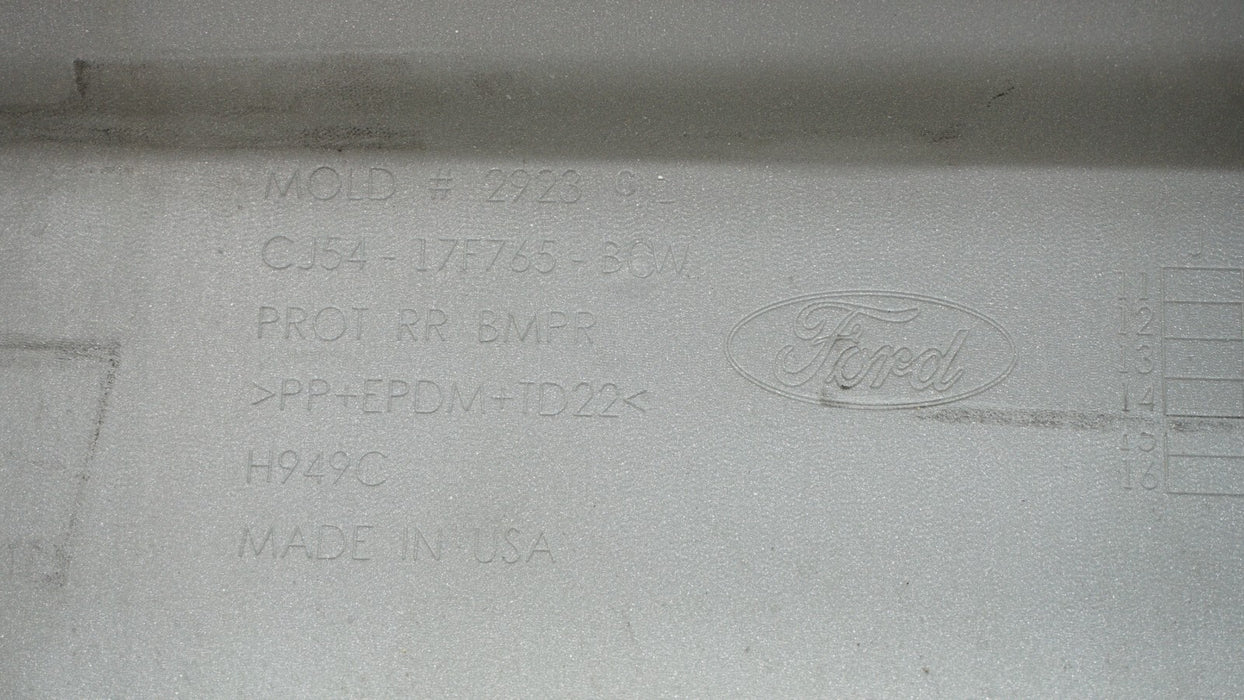 MOLD # 2923
CJ54 - 17F765 - BCW
PROT RR BMPR
>PP+EPDM+TD22<
H949C
MADE IN USA
Ford
J
11
12
13
14
15
16